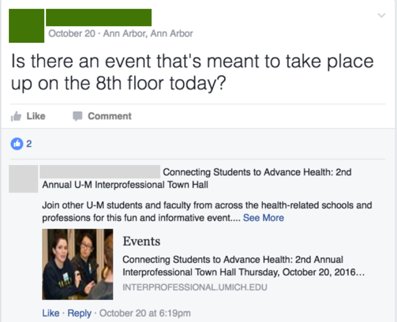 October 20 · Ann Arbor, Ann Arbor
Is there an event that's meant to take place
up on the 8th floor today?
Like Comment
2
Connecting Students to Advance Health: 2nd
Annual U-M Interprofessional Town Hall
Join other U-M students and faculty from across the health-related schools and
professions for this fun and informative event.... See More
Events
Connecting Students to Advance Health: 2nd Annual
Interprofessional Town Hall Thursday, October 20, 2016...
INTERPROFESSIONAL.UMICH.EDU
Like · Reply · October 20 at 6:19pm